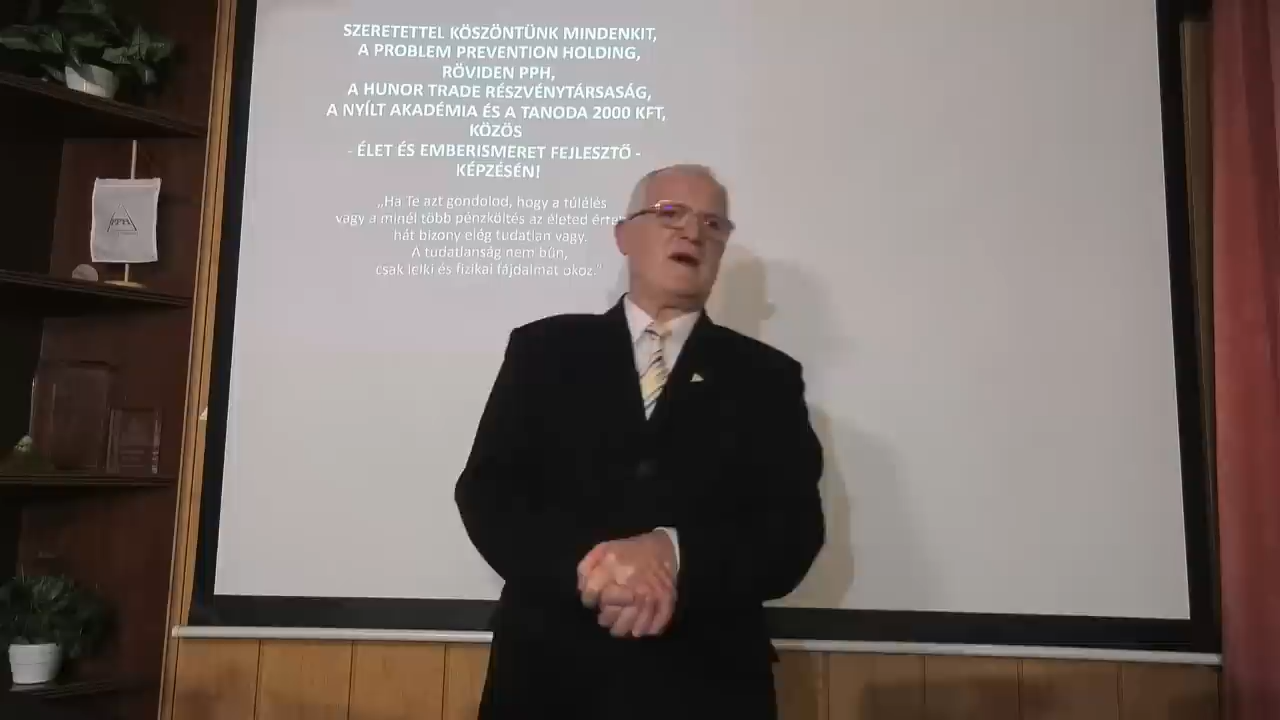 SZERETETTEL KÖSZÖNTÜNK MINDENKIT,
A PROBLEM PREVENTION HOLDING,
RÖVIDEN PPH,
A HUNOR TRADE RÉSZVÉNYTÁRSASÁG,
A NYÍLT AKADÉMIA ÉS A TANODA 2000 KFT,
KÖZÖS
- ÉLET ÉS EMBERISMERET FEJLESZTŐ -
KÉPZÉSÉN!
„Ha Te azt gondolod, hogy a túlélés
vagy a minél több pénzköltés az életed
hát bizony elég tudatlan vagy.
A tudatlanság nem bűn,
csak lelki és fizikai fájdalmat okoz."